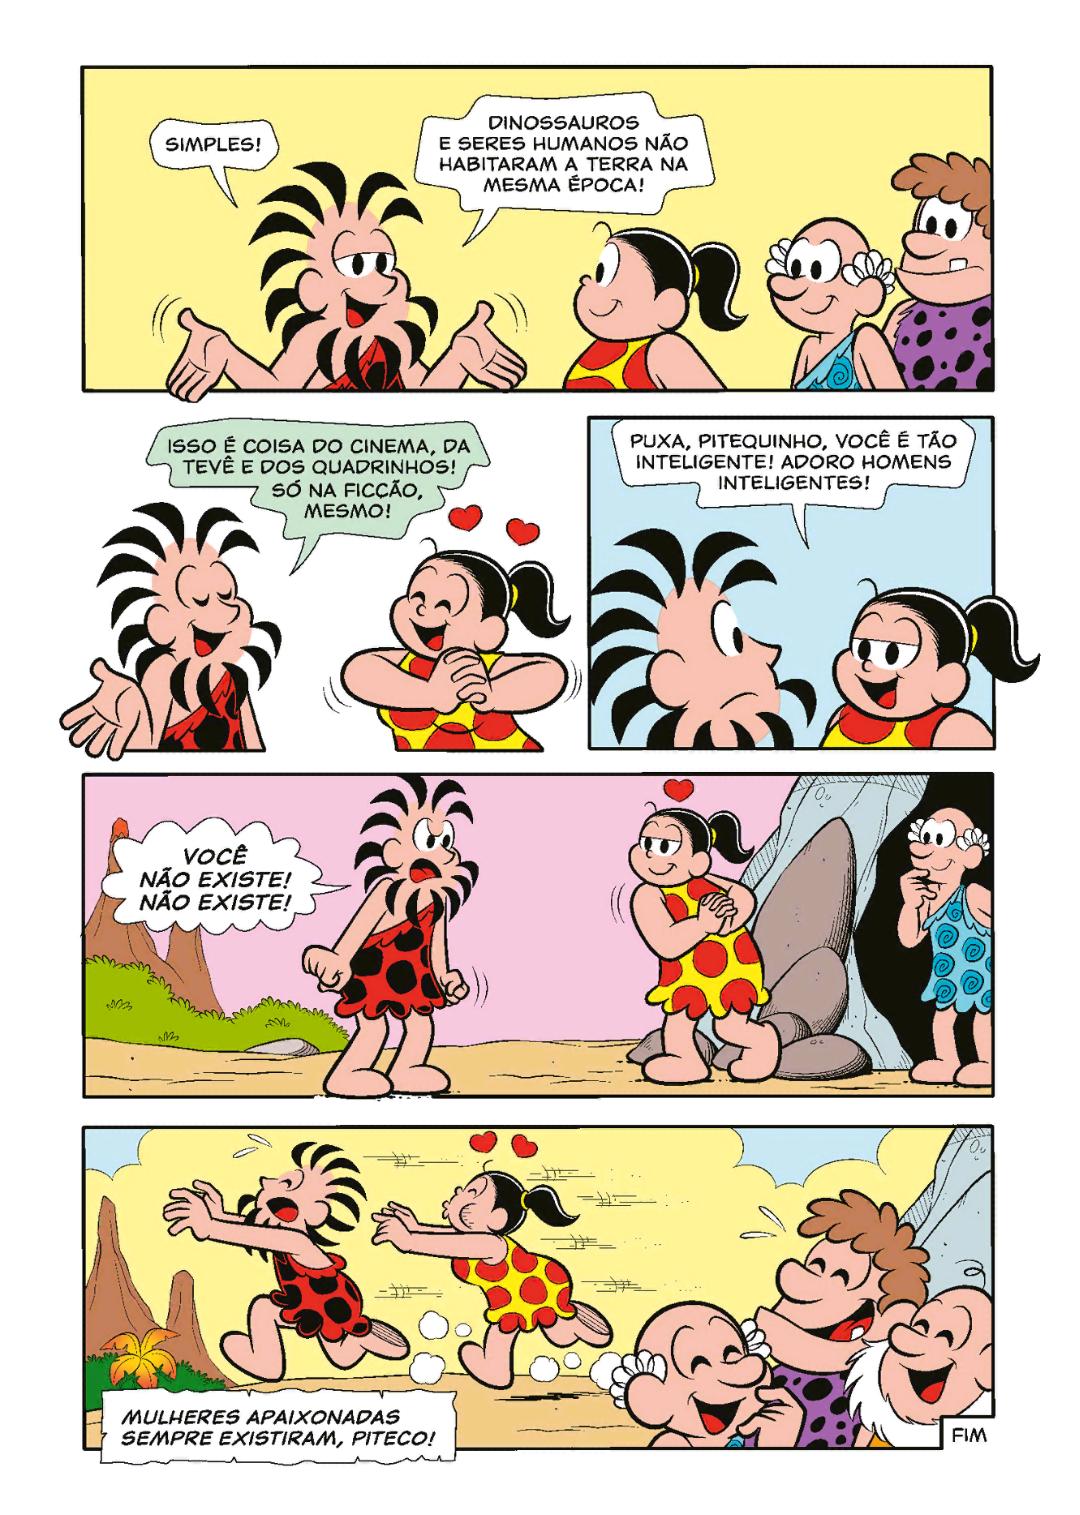 SIMPLES!
DINOSSAUROS
E SERES HUMANOS NÃO
HABITARAM A TERRA NA
MESMA ÉPOCA!
ISSO É COISA DO CINEMA, DA
TEVÊ E DOS QUADRINHOS!
SÓ NA FICÇÃO,
MESMO!
PUXA, PITEQUINHO, VOCÊ É TÃO
INTELIGENTE! ADORO HOMENS
INTELIGENTES!
VOCÊ
NÃO EXISTE!
NÃO EXISTE!
MULHERES APAIXONADAS
SEMPRE EXISTIRAM, PITECO!
FIM